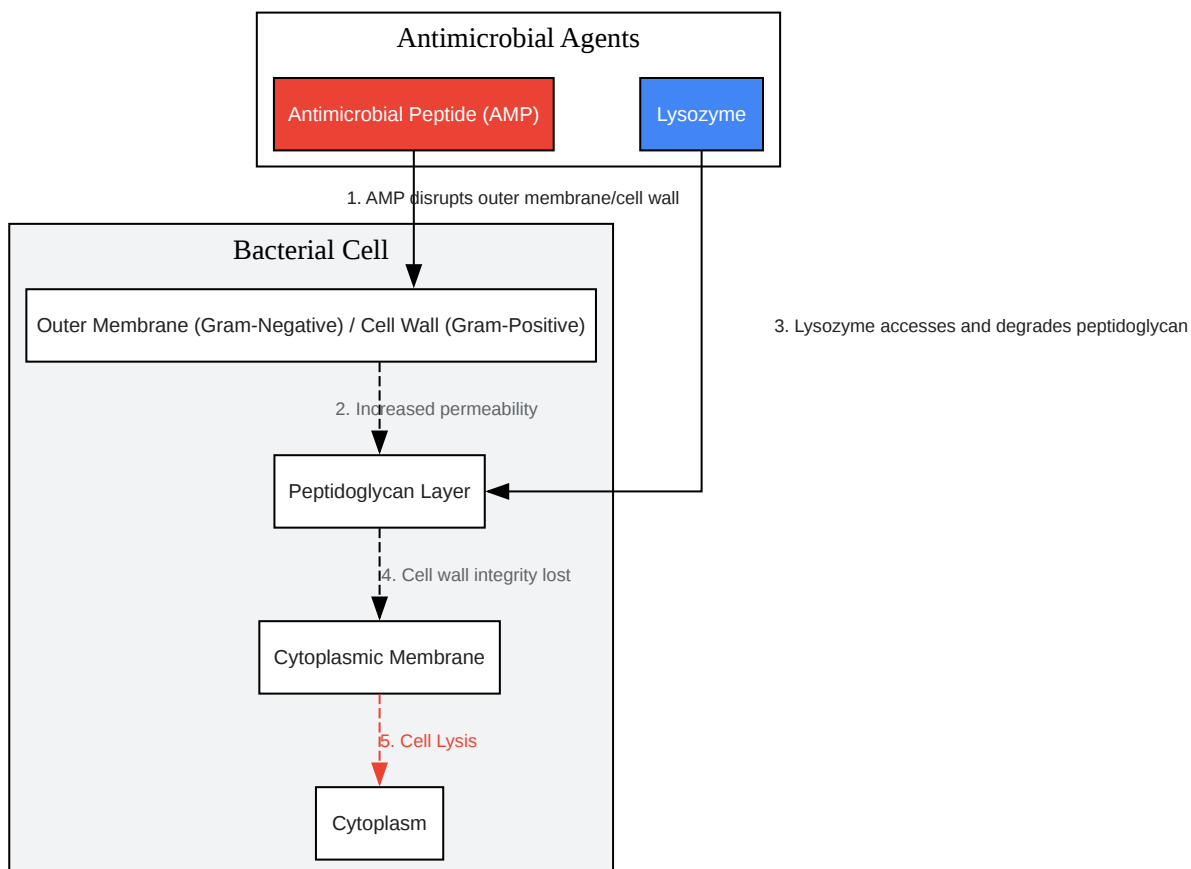 Antimicrobial Agents
Antimicrobial Peptide (AMP)
Lysozyme
1. AMP disrupts outer membrane/cell wall
Bacterial Cell
Outer Membrane (Gram-Negative) / Cell Wall (Gram-Positive)
3. Lysozyme accesses and degrades peptidoglycan
2. Increased permeability
Peptidoglycan Layer
4. Cell wall integrity lost
Cytoplasmic Membrane
5. Cell Lysis
Cytoplasm